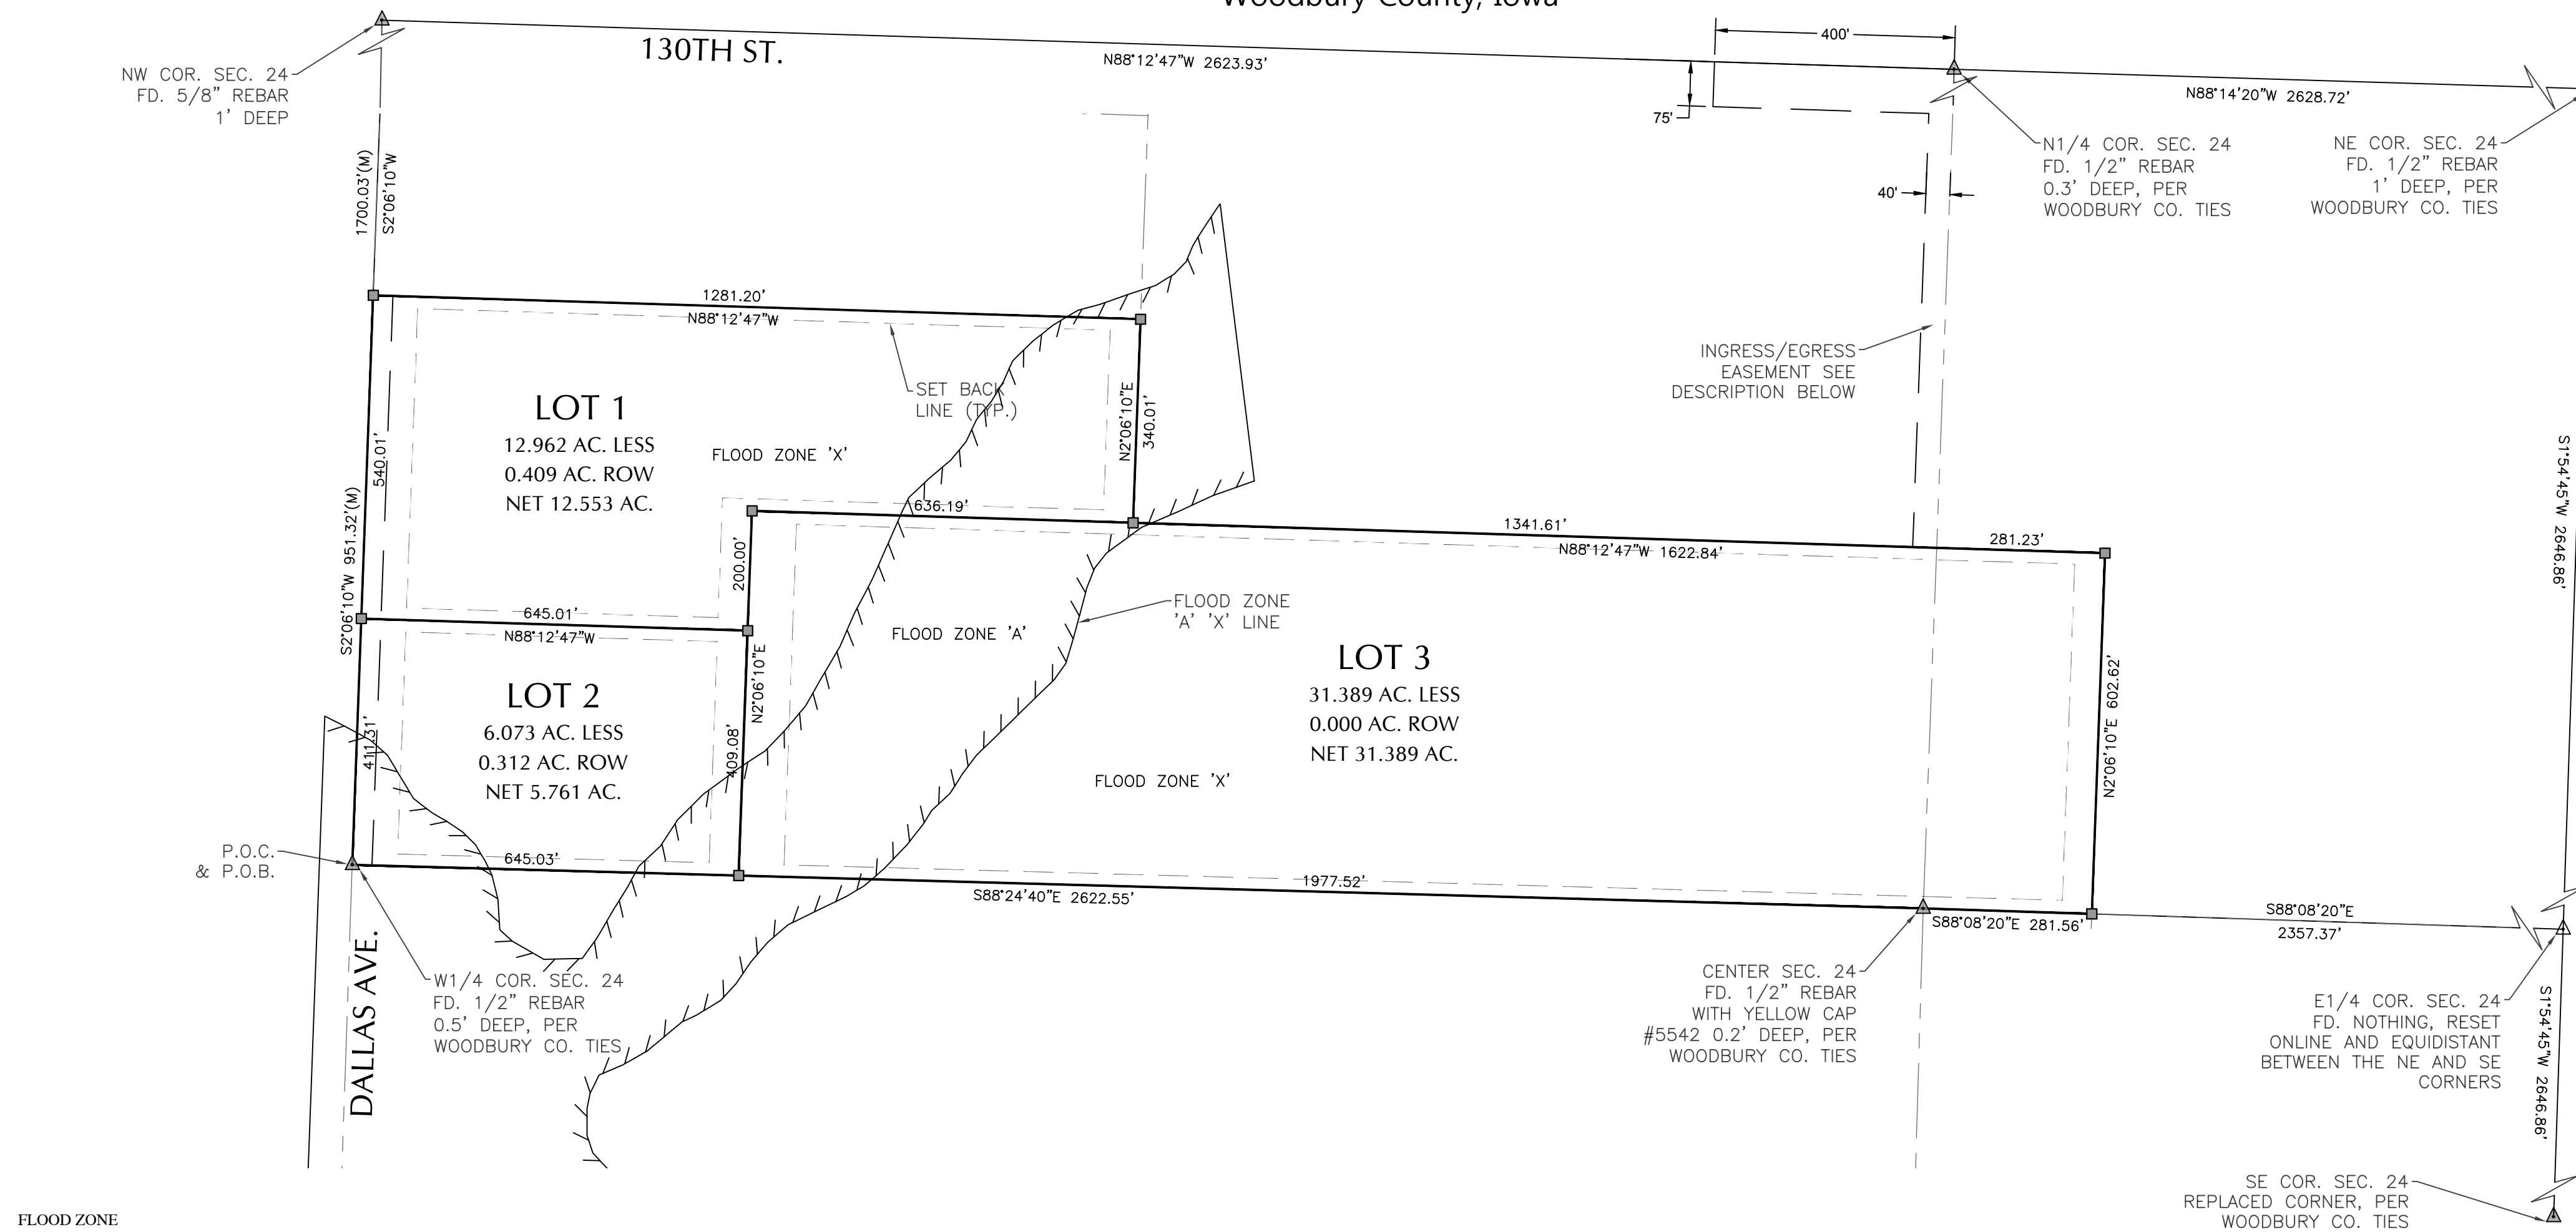 Woodbury County, Iowa
130TH ST.
N88°12'47"W 2623.93'
400'
75'
N88°14'20"W 2628.72'
NW COR. SEC. 24
FD. 5/8" REBAR
1' DEEP
N1/4 COR. SEC. 24
FD. 1/2" REBAR
0.3' DEEP, PER
WOODBURY CO. TIES
NE COR. SEC. 24
FD. 1/2" REBAR
1' DEEP, PER
WOODBURY CO. TIES
40'
1700.03'(M)
S2°06'10"W
1281.20'
N88°12'47"W
SET BACK
LINE (TYP.)
INGRESS/EGRESS
EASEMENT SEE
DESCRIPTION BELOW
LOT 1
12.962 AC. LESS
0.409 AC. ROW
NET 12.553 AC.
FLOOD ZONE 'X'
N2°06'10"E
340.01'
540.01'
S2°06'10"W 951.32'(M)
636.19'
200.00'
1341.61'
N88°12'47"W 1622.84'
281.23'
S1°54'45"W 2646.86'
645.01'
N88°12'47"W
FLOOD ZONE
'A' 'X' LINE
FLOOD ZONE 'A'
LOT 2
6.073 AC. LESS
0.312 AC. ROW
NET 5.761 AC.
411.31'
N2°06'10"E
409.08'
LOT 3
31.389 AC. LESS
0.000 AC. ROW
NET 31.389 AC.
FLOOD ZONE 'X'
N2°06'10"E 602.62'
P.O.C.
& P.O.B.
645.03'
1977.52'
S88°24'40"E 2622.55'
S88°08'20"E 281.56'
S88°08'20"E
2357.37'
DALLAS AVE.
W1/4 COR. SEC. 24
FD. 1/2" REBAR
0.5' DEEP, PER
WOODBURY CO. TIES
CENTER SEC. 24
FD. 1/2" REBAR
WITH YELLOW CAP
#5542 0.2' DEEP, PER
WOODBURY CO. TIES
E1/4 COR. SEC. 24
FD. NOTHING, RESET
ONLINE AND EQUIDISTANT
BETWEEN THE NE AND SE
CORNERS
S1°54'45"W 2646.86'
SE COR. SEC. 24
REPLACED CORNER, PER
WOODBURY CO. TIES
FLOOD ZONE